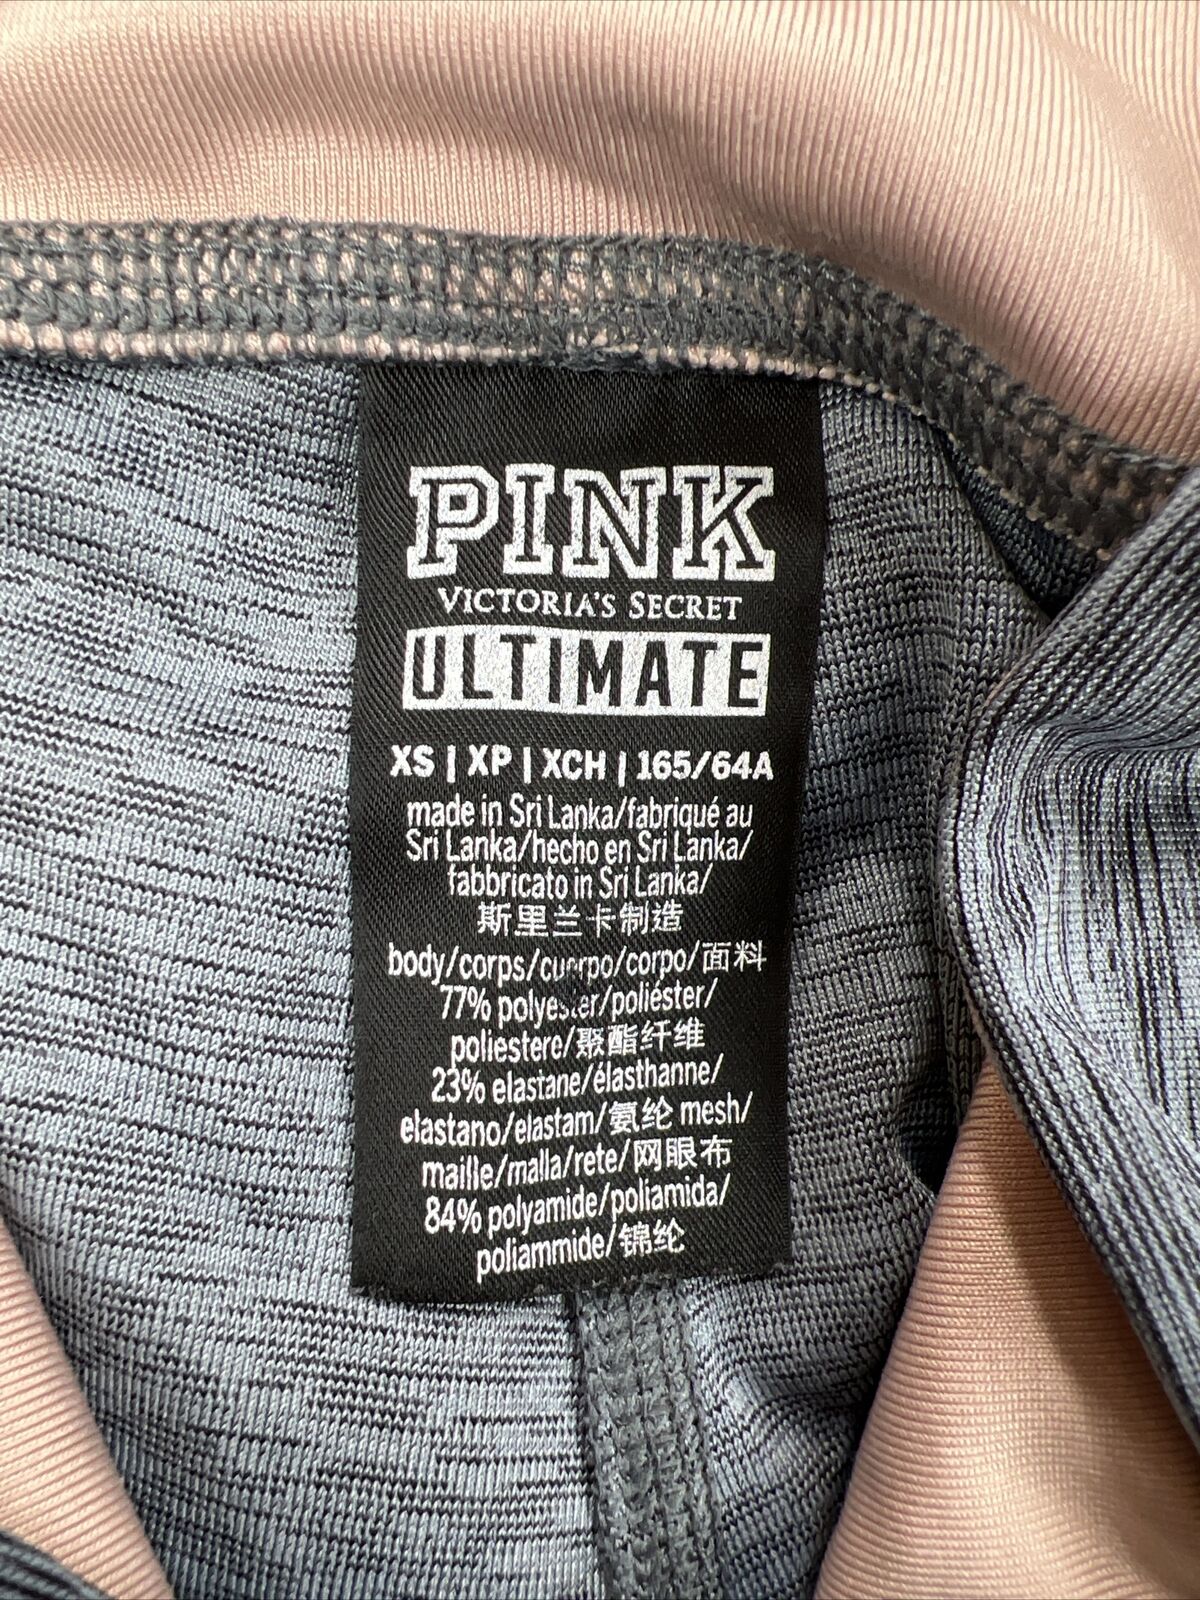 PINK
VICTORIA'S SECRET
ULTIMATE
XS | XP | XCH | 165/64A
made in Sri Lanka/fabriqué au
Sri Lanka/hecho en Sri Lanka/
fabbricato in Sri Lanka/
斯里兰卡制造
body/corps/cuerpo/corpo/面料
77% polyester/poliéster/
poliestere/聚酯纤维
23% elastane/élasthanne/
elastano/elastam/氨纶 mesh/
maille/malla/rete/网眼布
84% polyamide/poliamida/
poliammide/锦纶